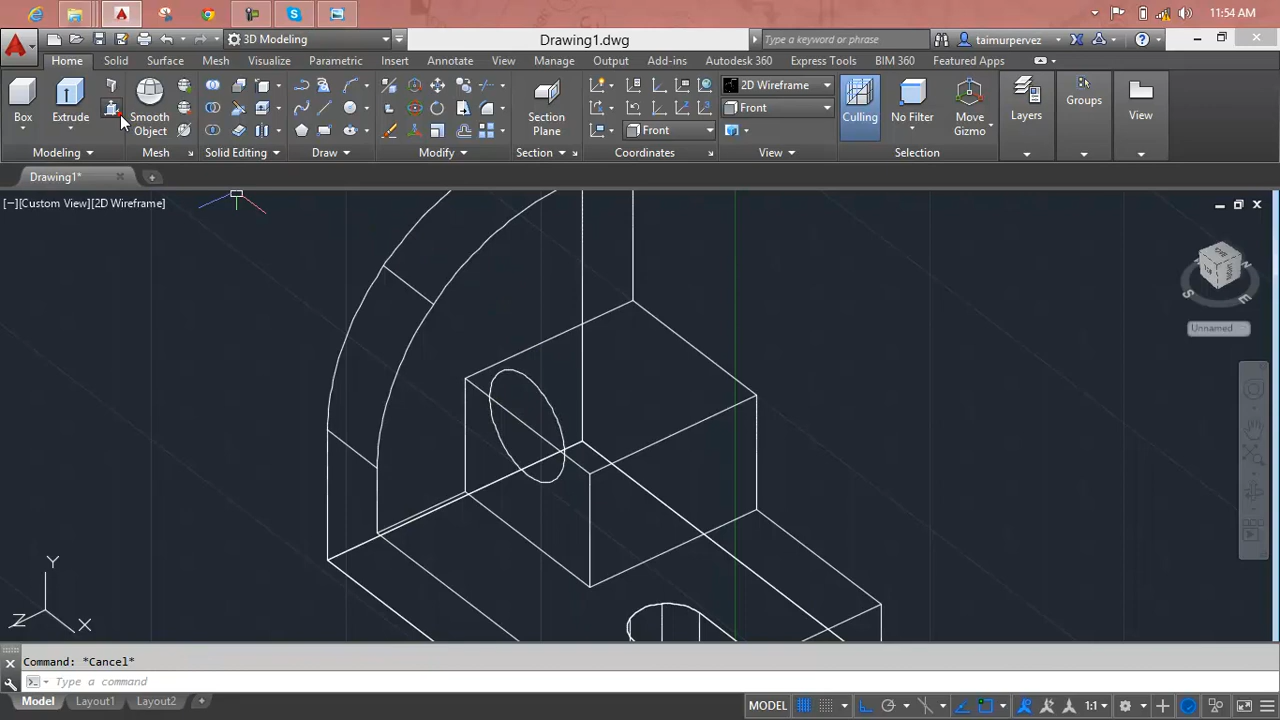 11:54 AM
3D Modeling
Drawing1.dwg
Type a keyword or phrase
taimurpervez
Home Solid Surface Mesh Visualize Parametric Insert Annotate View Manage Output Add-ins Autodesk 360 Express Tools BIM 360 Featured Apps
Box
Extrude
Smooth
Object
Section
Plane
2D Wireframe
Front
Front
Culling
No Filter
Move
Gizmo
Layers
Groups
View
Modeling
Mesh
Solid Editing
Draw
Modify
Section
Coordinates
View
Selection
Drawing1*
[−][Custom View][2D Wireframe]
S
E
Unnamed
Y
Z
X
Command: *Cancel*
Type a command
Model Layout1 Layout2 +
MODEL
1:1